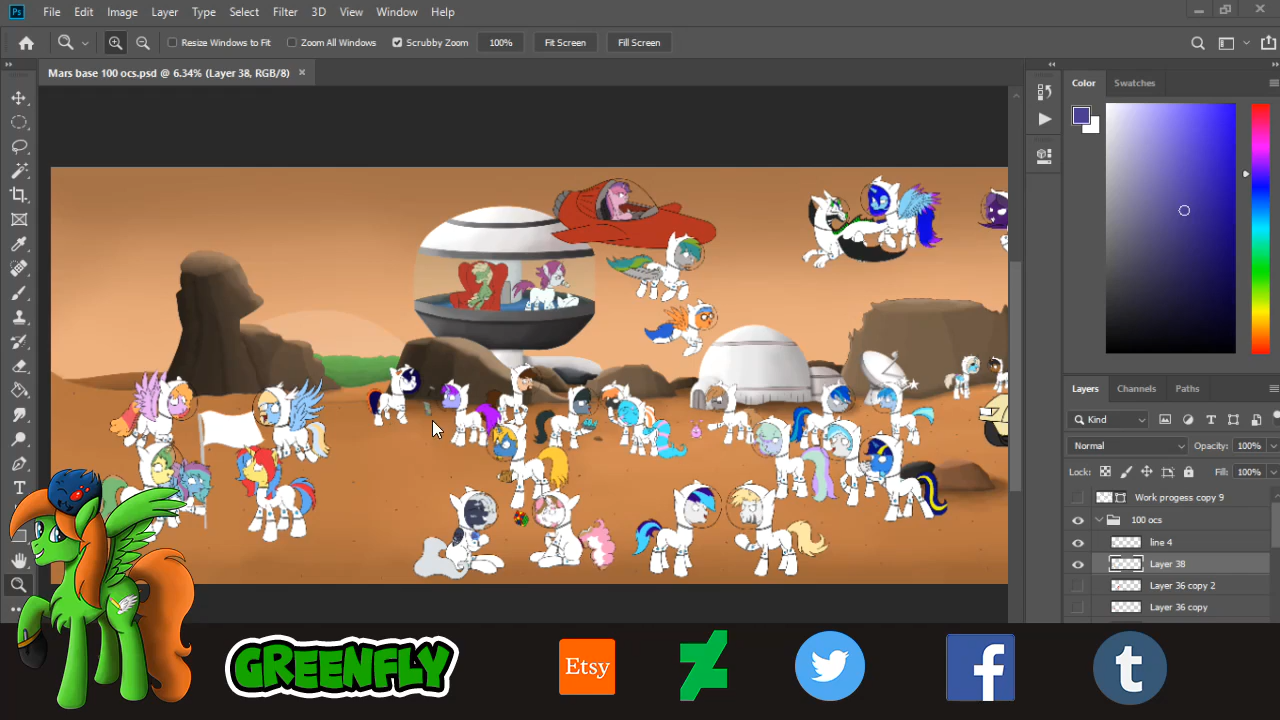 Ps File Edit Image Layer Type Select Filter 3D View Window Help
Resize Windows to Fit Zoom All Windows Scrubby Zoom 100% Fit Screen Fill Screen
Mars base 100 ocs.psd @ 6.34% (Layer 38, RGB/8)
Color Swatches
Layers Channels Paths
Kind
Normal Opacity: 100%
Lock: Fill: 100%
Work progess copy 9
100 ocs
line 4
Layer 38
Layer 36 copy 2
Layer 36 copy
GREENFLY
Etsy
f
t